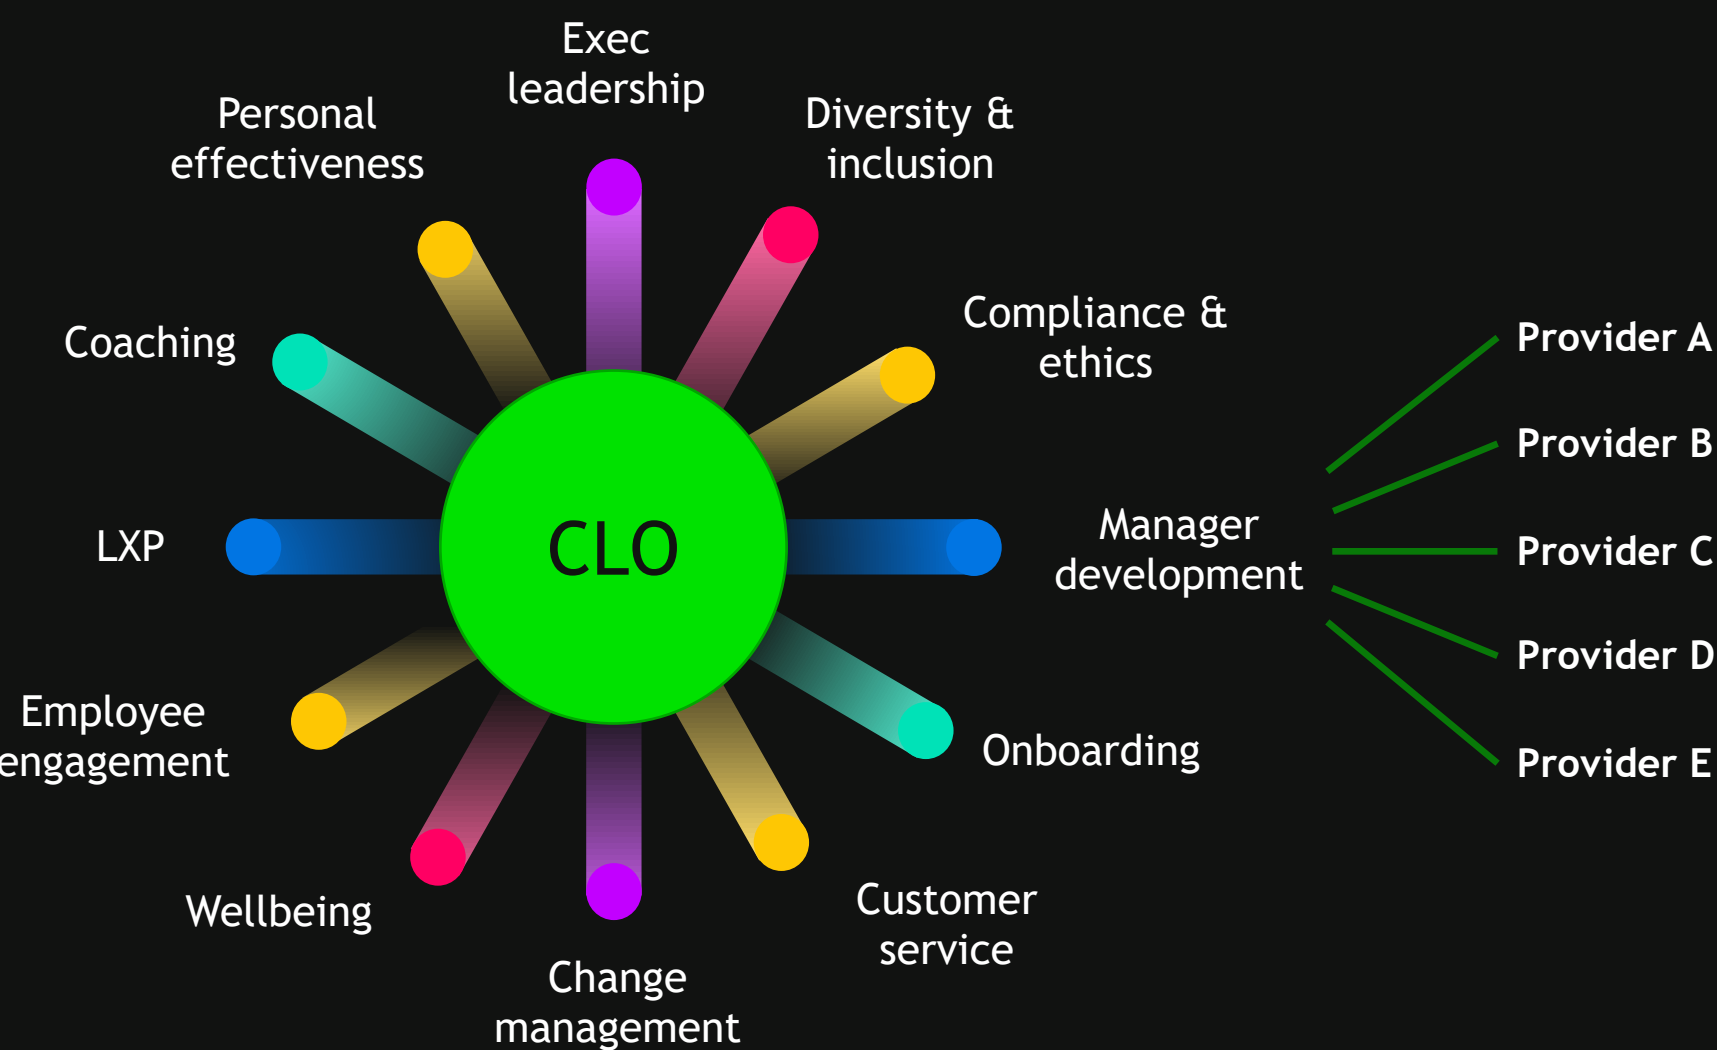 Exec
leadership
Diversity &
inclusion
Compliance &
ethics
Manager
development
Onboarding
Customer
service
Change
management
Wellbeing
Employee
engagement
LXP
Coaching
Personal
effectiveness
CLO
Provider A
Provider B
Provider C
Provider D
Provider E